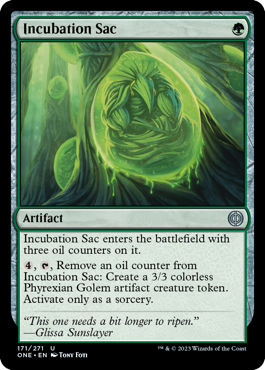 Incubation Sac
Artifact
Incubation Sac enters the battlefield with
three oil counters on it.
4, T, Remove an oil counter from
Incubation Sac: Create a 3/3 colorless
Phyrexian Golem artifact creature token.
Activate only as a sorcery.
“This one needs a bit longer to ripen.”
—Glissa Sunslayer
171/271 U
ONE • EN Tony Foti
™ & © 2023 Wizards of the Coast